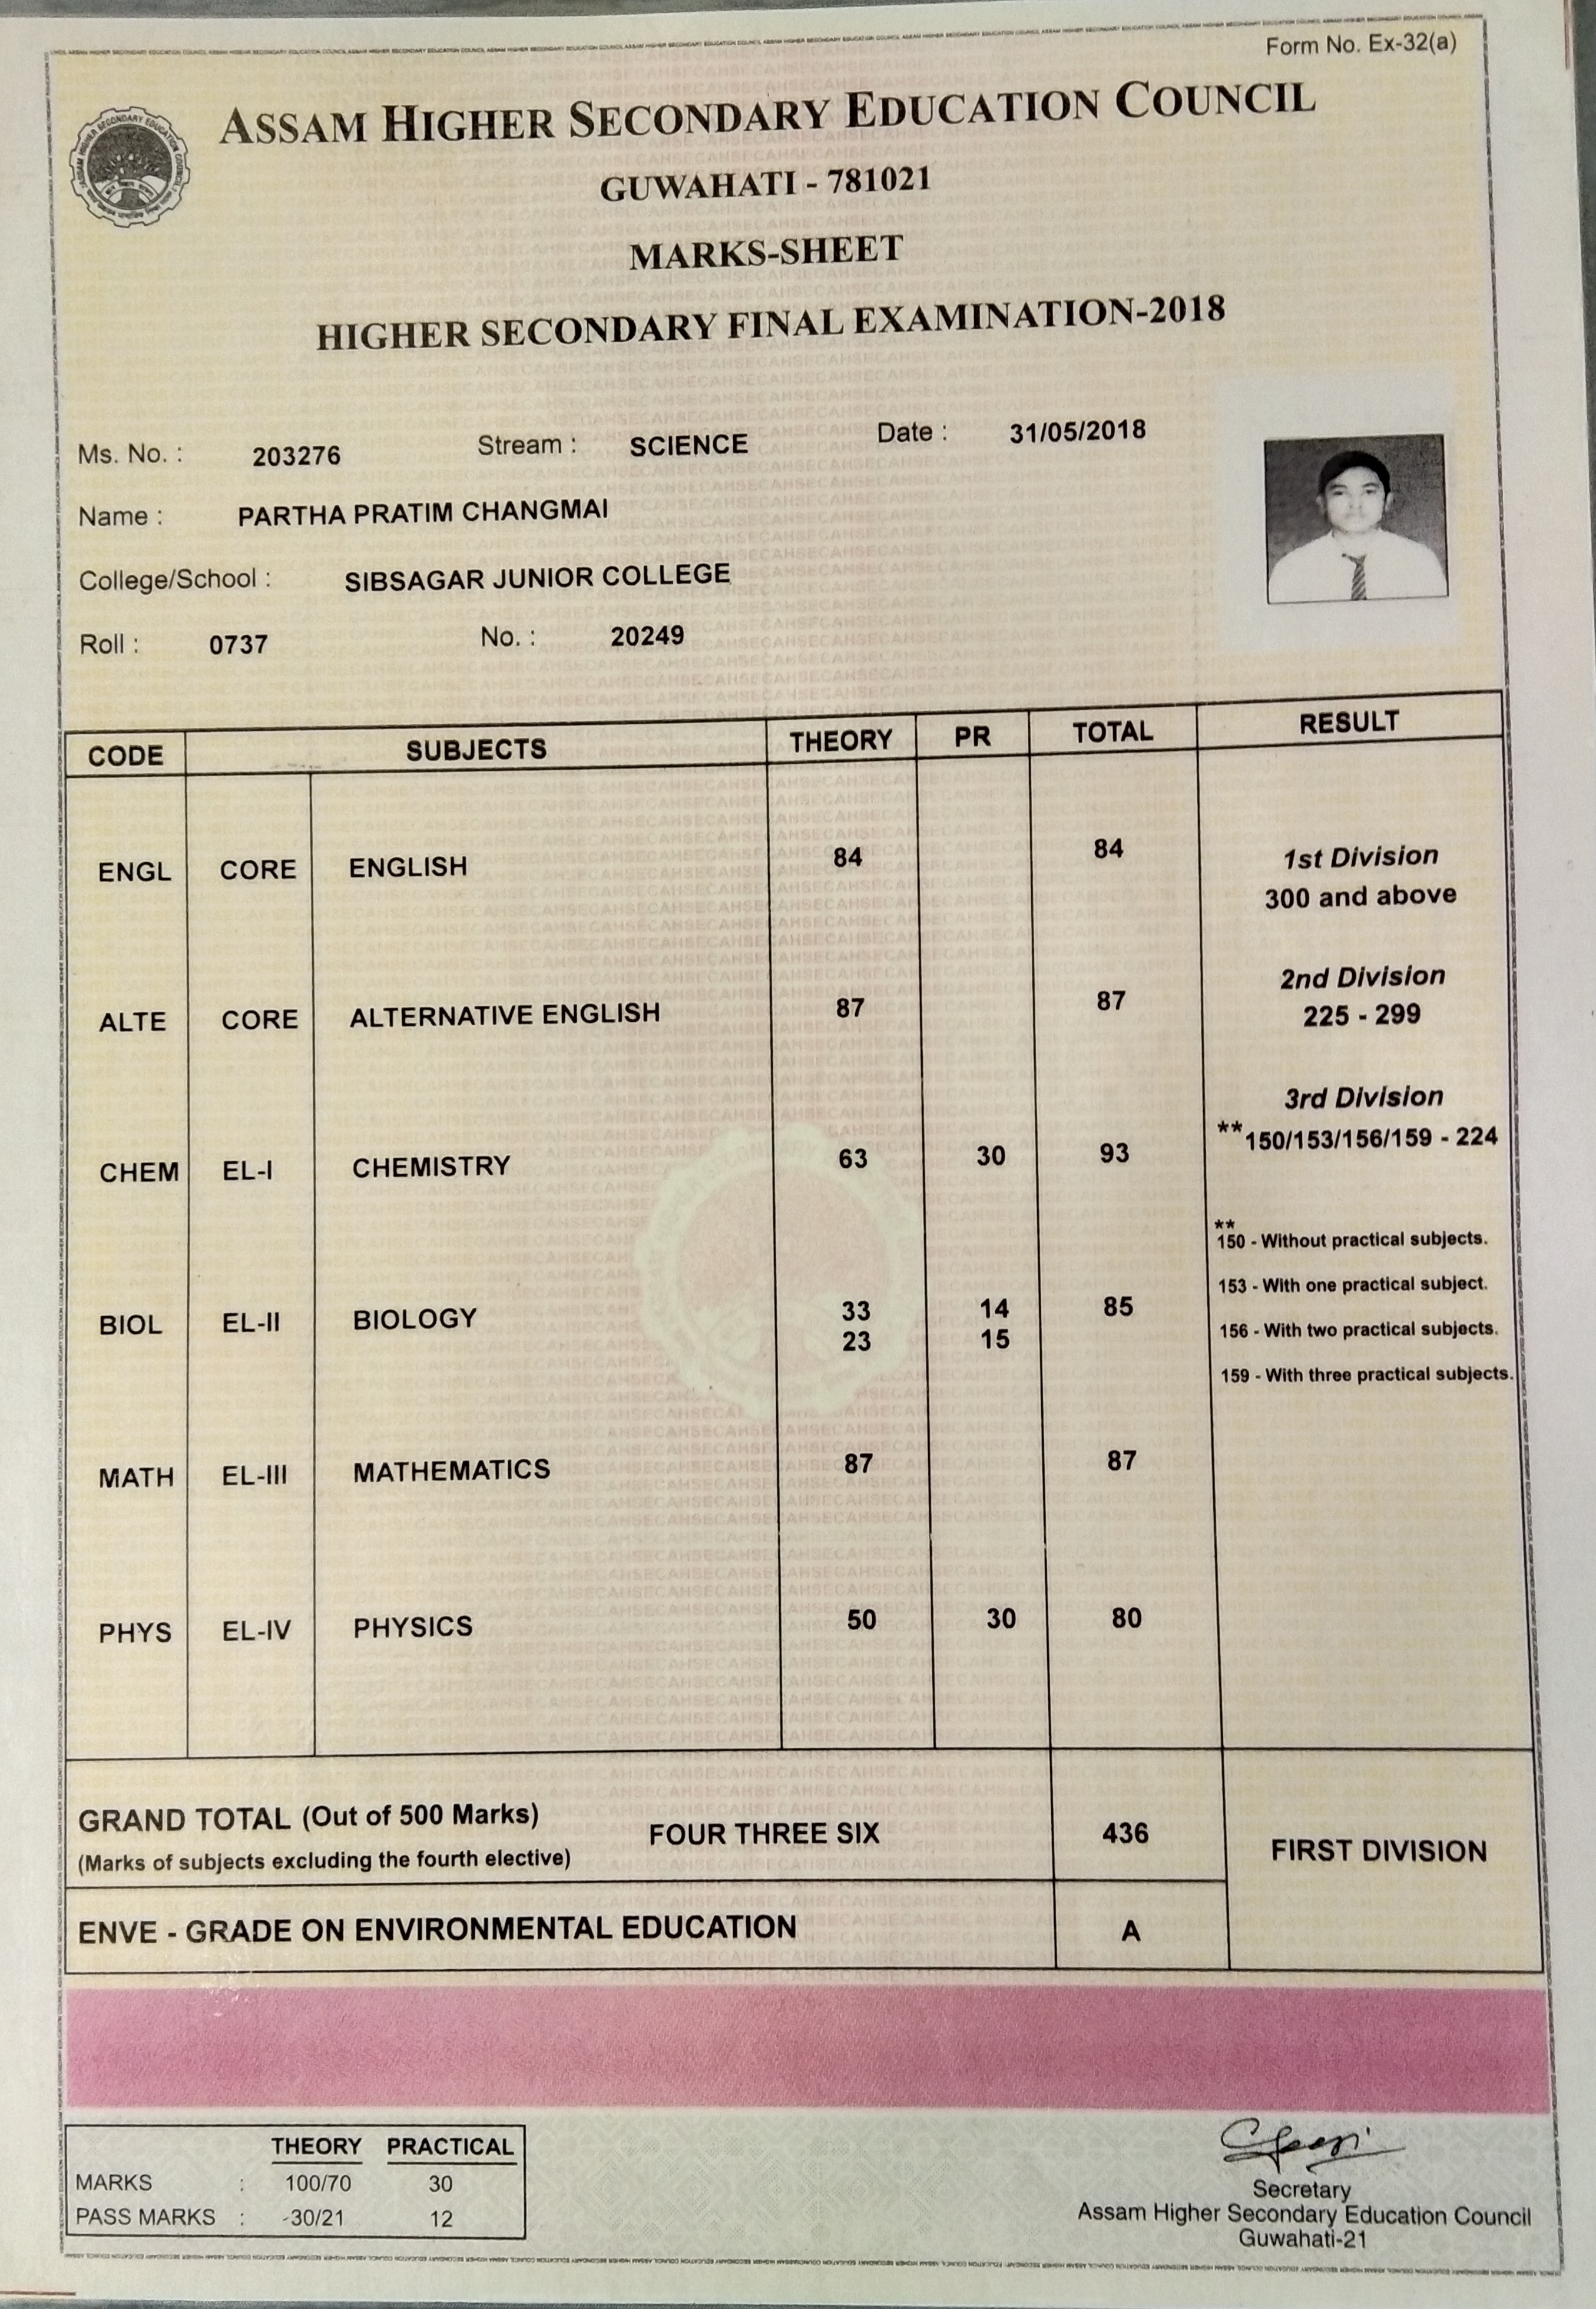 Form No. Ex-32(a)
ASSAM HIGHER SECONDARY EDUCATION COUNCIL
GUWAHATI - 781021
MARKS-SHEET
HIGHER SECONDARY FINAL EXAMINATION-2018
Ms. No. : 203276 Stream : SCIENCE Date : 31/05/2018
Name : PARTHA PRATIM CHANGMAI
College/School : SIBSAGAR JUNIOR COLLEGE
Roll : 0737 No. : 20249
CODE SUBJECTS THEORY PR TOTAL RESULT
ENGL CORE ENGLISH 84 84
1st Division
300 and above
ALTE CORE ALTERNATIVE ENGLISH 87 87
2nd Division
225 - 299
3rd Division
**150/153/156/159 - 224
CHEM EL-I CHEMISTRY 63 30 93
**
150 - Without practical subjects.
153 - With one practical subject.
BIOL EL-II BIOLOGY 33 14 85
23 15
156 - With two practical subjects.
159 - With three practical subjects.
MATH EL-III MATHEMATICS 87 87
PHYS EL-IV PHYSICS 50 30 80
GRAND TOTAL (Out of 500 Marks) FOUR THREE SIX 436 FIRST DIVISION
(Marks of subjects excluding the fourth elective)
ENVE - GRADE ON ENVIRONMENTAL EDUCATION A
THEORY PRACTICAL
MARKS : 100/70 30
PASS MARKS : -30/21 12
Secretary
Assam Higher Secondary Education Council
Guwahati-21